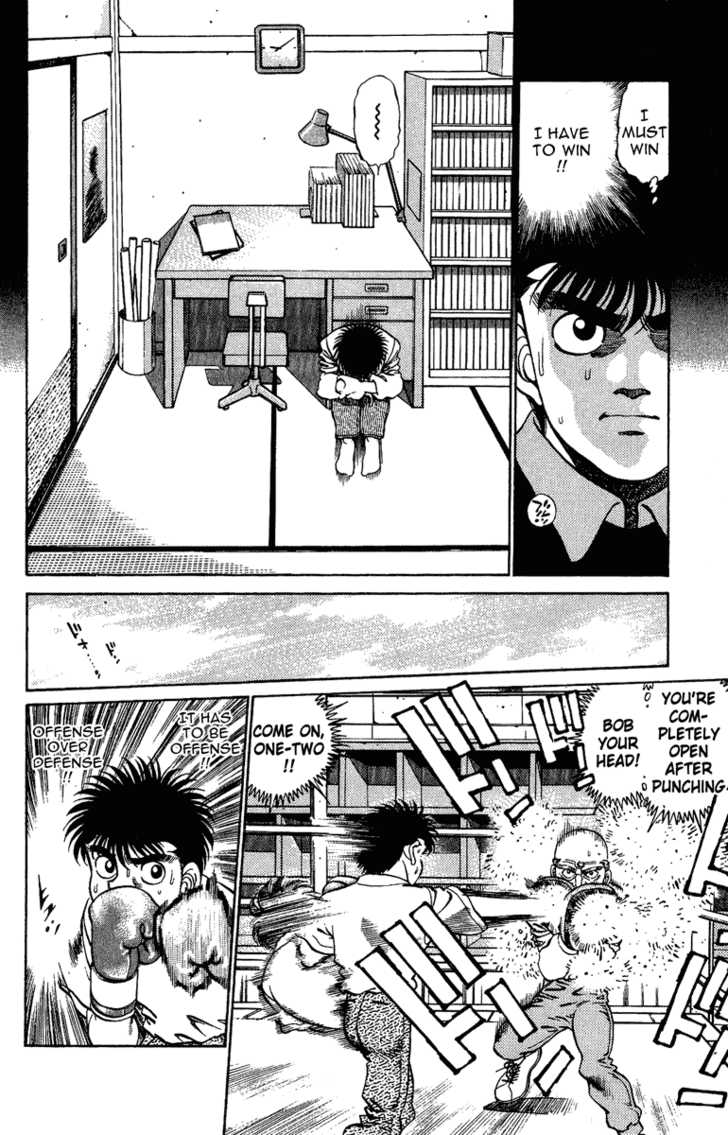 I
MUST
WIN
I HAVE
TO WIN
!!
YOU'RE
COM-
PLETELY
OPEN
AFTER
PUNCHING
BOB
YOUR
HEAD!
COME ON,
ONE-TWO
!!
IT HAS
TO BE
OFFENSE
!!
OFFENSE
OVER
DEFENSE
!!